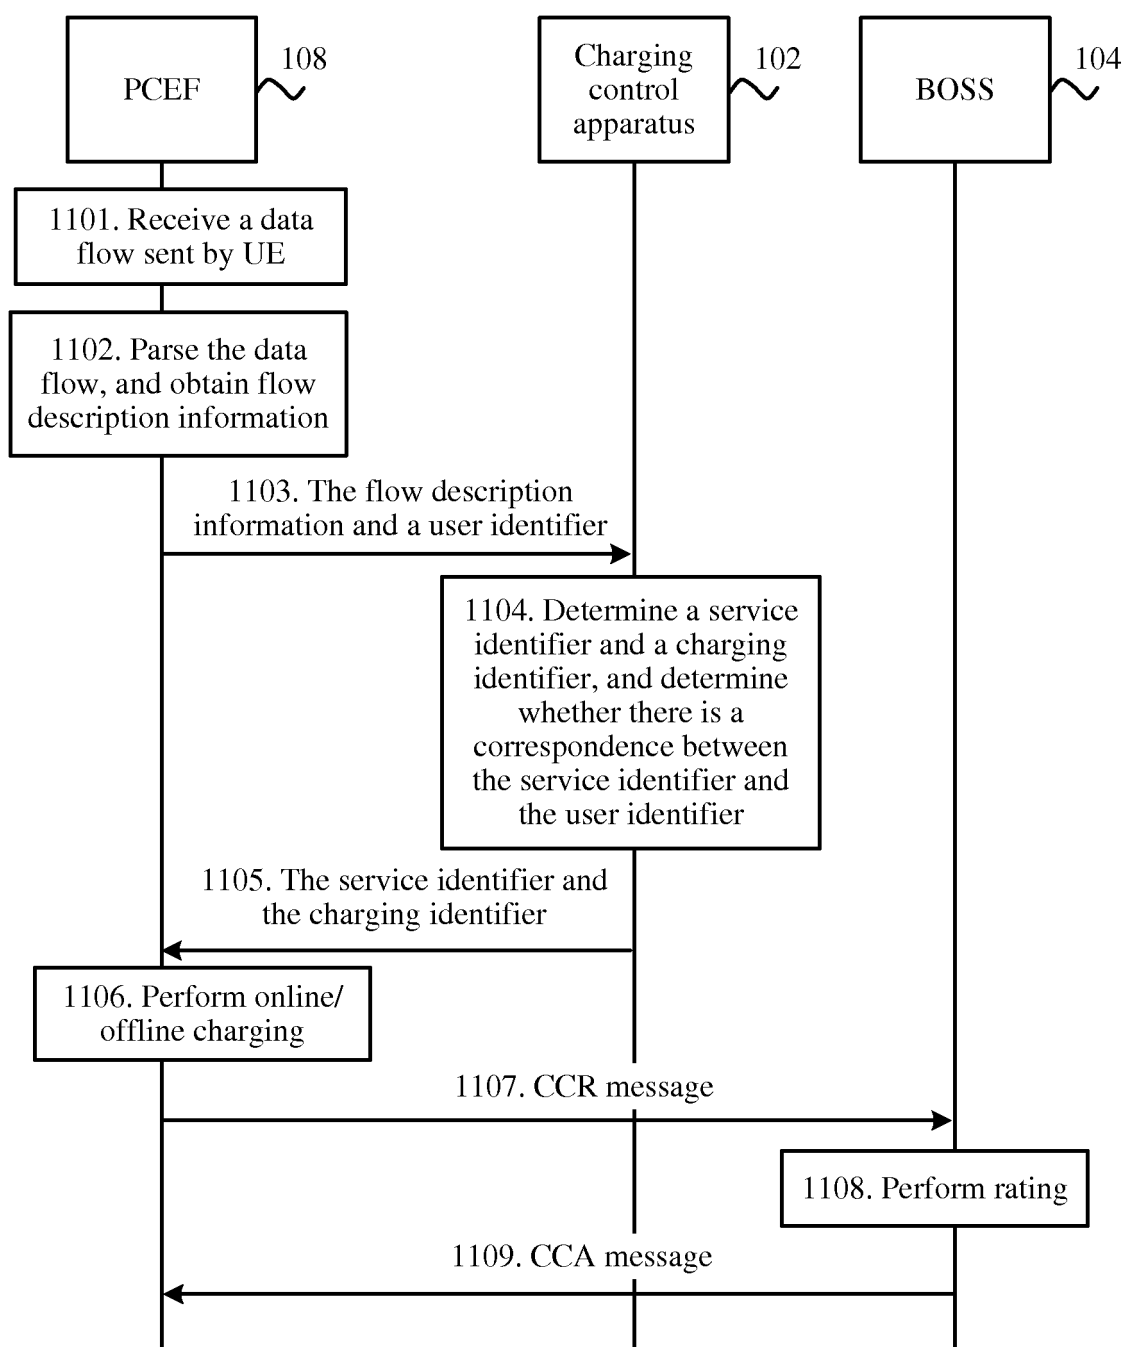 PCEF
108
Charging
control
apparatus
102
BOSS
104
1101. Receive a data
flow sent by UE
1102. Parse the data
flow, and obtain flow
description information
1103. The flow description
information and a user identifier
1104. Determine a service
identifier and a charging
identifier, and determine
whether there is a
correspondence between
the service identifier and
the user identifier
1105. The service identifier and
the charging identifier
1106. Perform online/
offline charging
1107. CCR message
1108. Perform rating
1109. CCA message